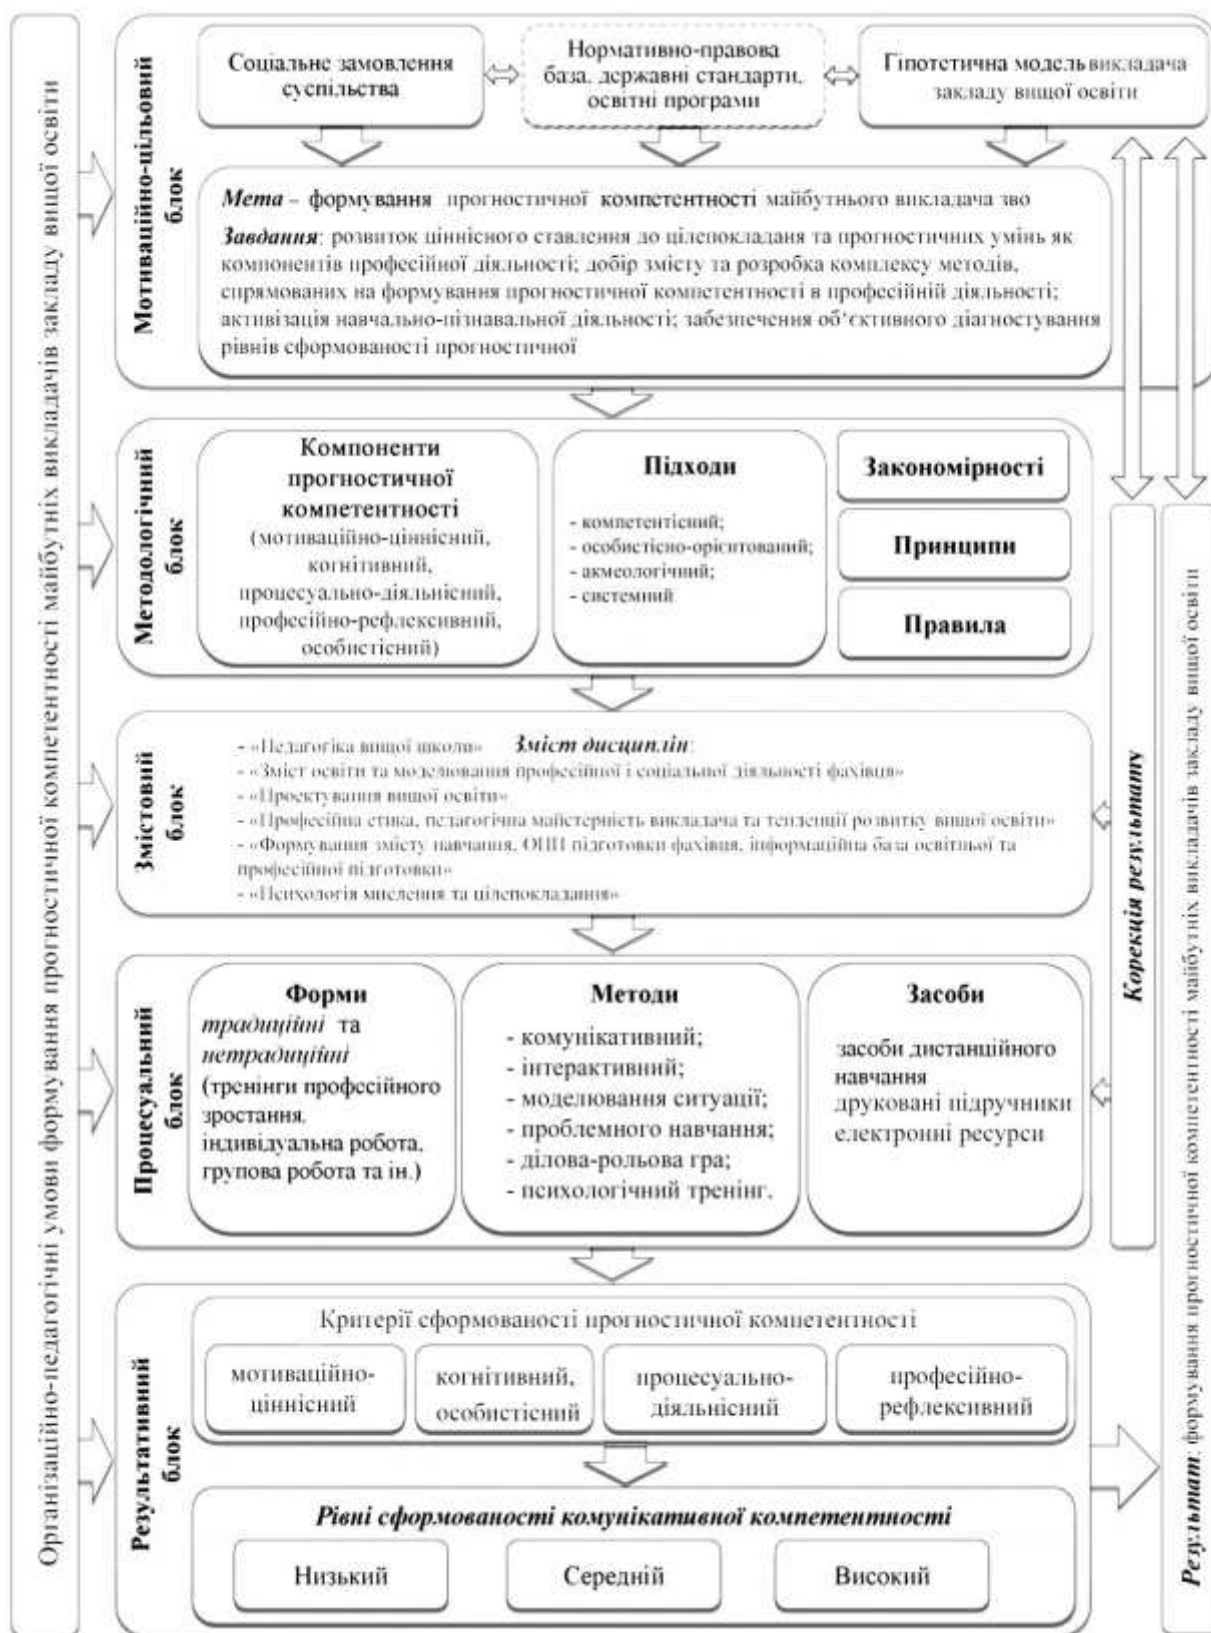 Організаційно-педагогічні умови формування прогностичної компетентності майбутніх викладачів закладу вищої освіти
Мотиваційно-цільовий
блок
Соціальне замовлення
суспільства
Нормативно-правова
база, державні стандарти,
освітні програми
Гіпотетична модель викладача
закладу вищої освіти
Мета – формування прогностичної компетентності майбутнього викладача зво
Завдання: розвиток ціннісного ставлення до цілепокладаня та прогностичних умінь як
компонентів професійної діяльності; добір змісту та розробка комплексу методів,
спрямованих на формування прогностичної компетентності в професійній діяльності;
активізація навчально-пізнавальної діяльності; забезпечення об’єктивного діагностування
рівнів сформованості прогностичної
Методологічний
блок
Компоненти
прогностичної
компетентності
(мотиваційно-ціннісний,
когнітивний,
процесуально-діяльнісний,
професійно-рефлексивний,
особистісний)
Підходи
- компетентісний;
- особистісно-орієнтований;
- акмеологічний;
- системний
Закономірності
Принципи
Правила
Змістовий
блок
- «Педагогіка вищої школи» Зміст дисциплін:
- «Зміст освіти та моделювання професійної і соціальної діяльності фахівця»
- «Проектування вищої освіти»
- «Професійна етика, педагогічна майстерність викладача та тенденції розвитку вищої освіти»
- «Формування змісту навчання, ОПП підготовки фахівця, інформаційна база освітньої та
професійної підготовки»
- «Психологія мислення та цілепокладання»
Процесуальний
блок
Форми
традиційні та
нетрадиційні
(тренінги професійного
зростання,
індивідуальна робота,
групова робота та ін.)
Методи
- комунікативний;
- інтерактивний;
- моделювання ситуації;
- проблемного навчання;
- ділова-рольова гра;
- психологічний тренінг.
Засоби
засоби дистанційного
навчання
друковані підручники
електронні ресурси
Результативний
блок
Критерії сформованості прогностичної компетентності
мотиваційно-
ціннісний
когнітивний,
особистісний
процесуально-
діяльнісний
професійно-
рефлексивний
Рівні сформованості комунікативної компетентності
Низький
Середній
Високий
Корекція результату
Результат: формування прогностичної компетентності майбутніх викладачів закладу вищої освіти